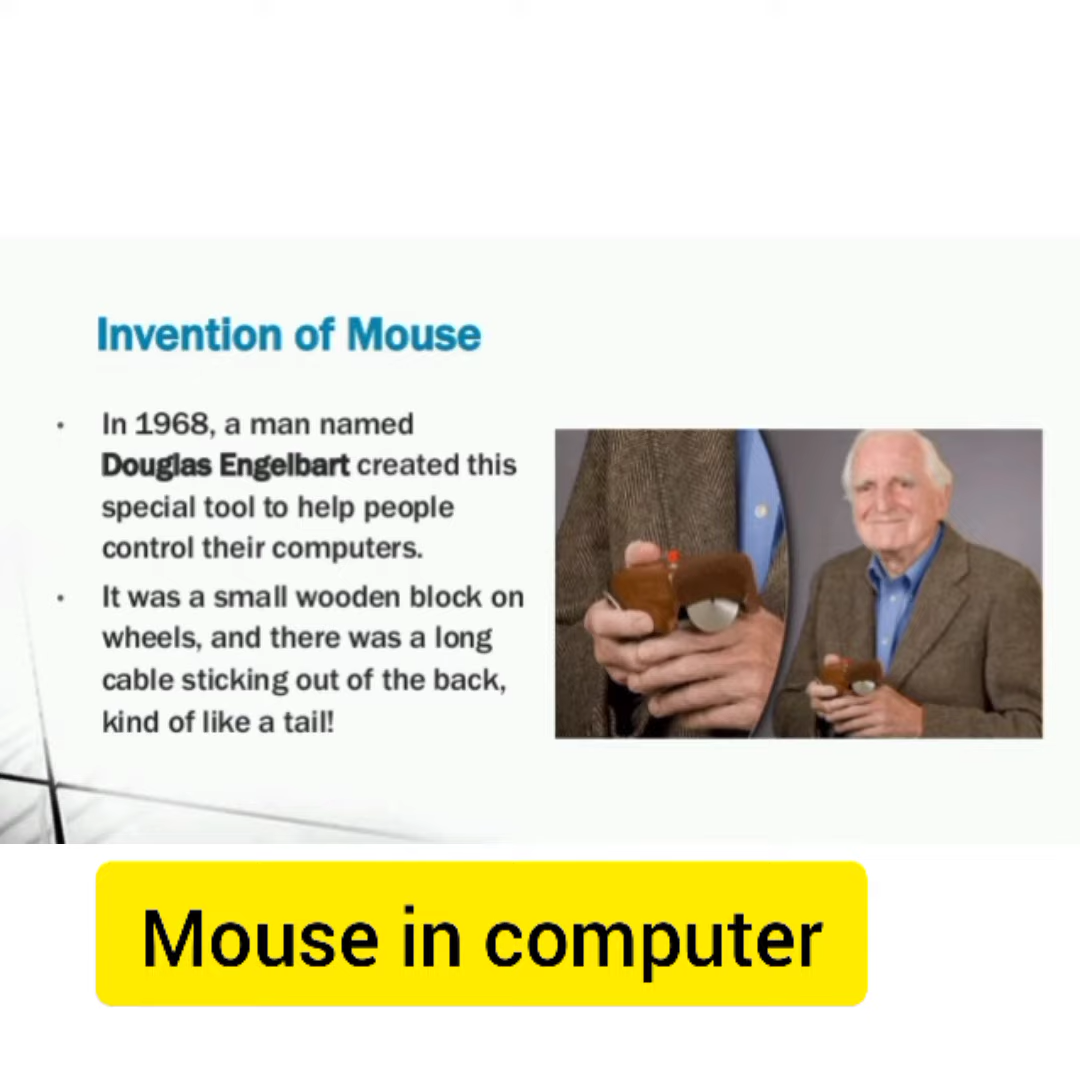 Invention of Mouse
• In 1968, a man named
Douglas Engelbart created this
special tool to help people
control their computers.
• It was a small wooden block on
wheels, and there was a long
cable sticking out of the back,
kind of like a tail!
Mouse in computer